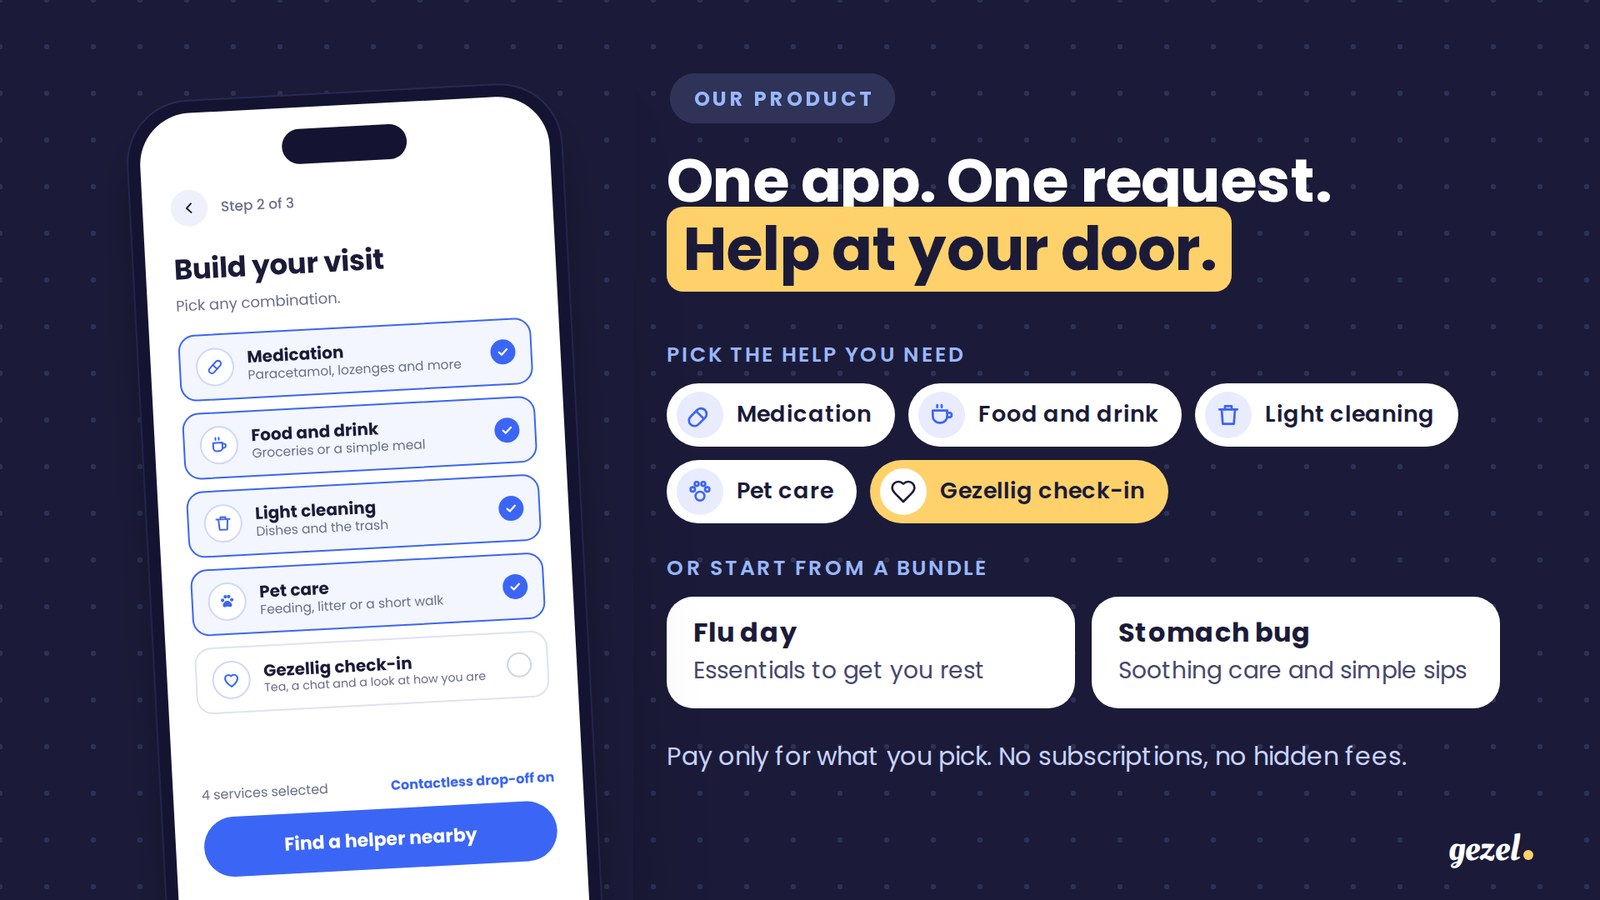 Step 2 of 3
Build your visit
Pick any combination.
Medication
Paracetamol, lozenges and more
Food and drink
Groceries or a simple meal
Light cleaning
Dishes and the trash
Pet care
Feeding, litter or a short walk
Gezellig check-in
Tea, a chat and a look at how you are
4 services selected
Contactless drop-off on
Find a helper nearby
OUR PRODUCT
One app. One request.
Help at your door.
PICK THE HELP YOU NEED
Medication
Food and drink
Light cleaning
Pet care
Gezellig check-in
OR START FROM A BUNDLE
Flu day
Essentials to get you rest
Stomach bug
Soothing care and simple sips
Pay only for what you pick. No subscriptions, no hidden fees.
gezel.